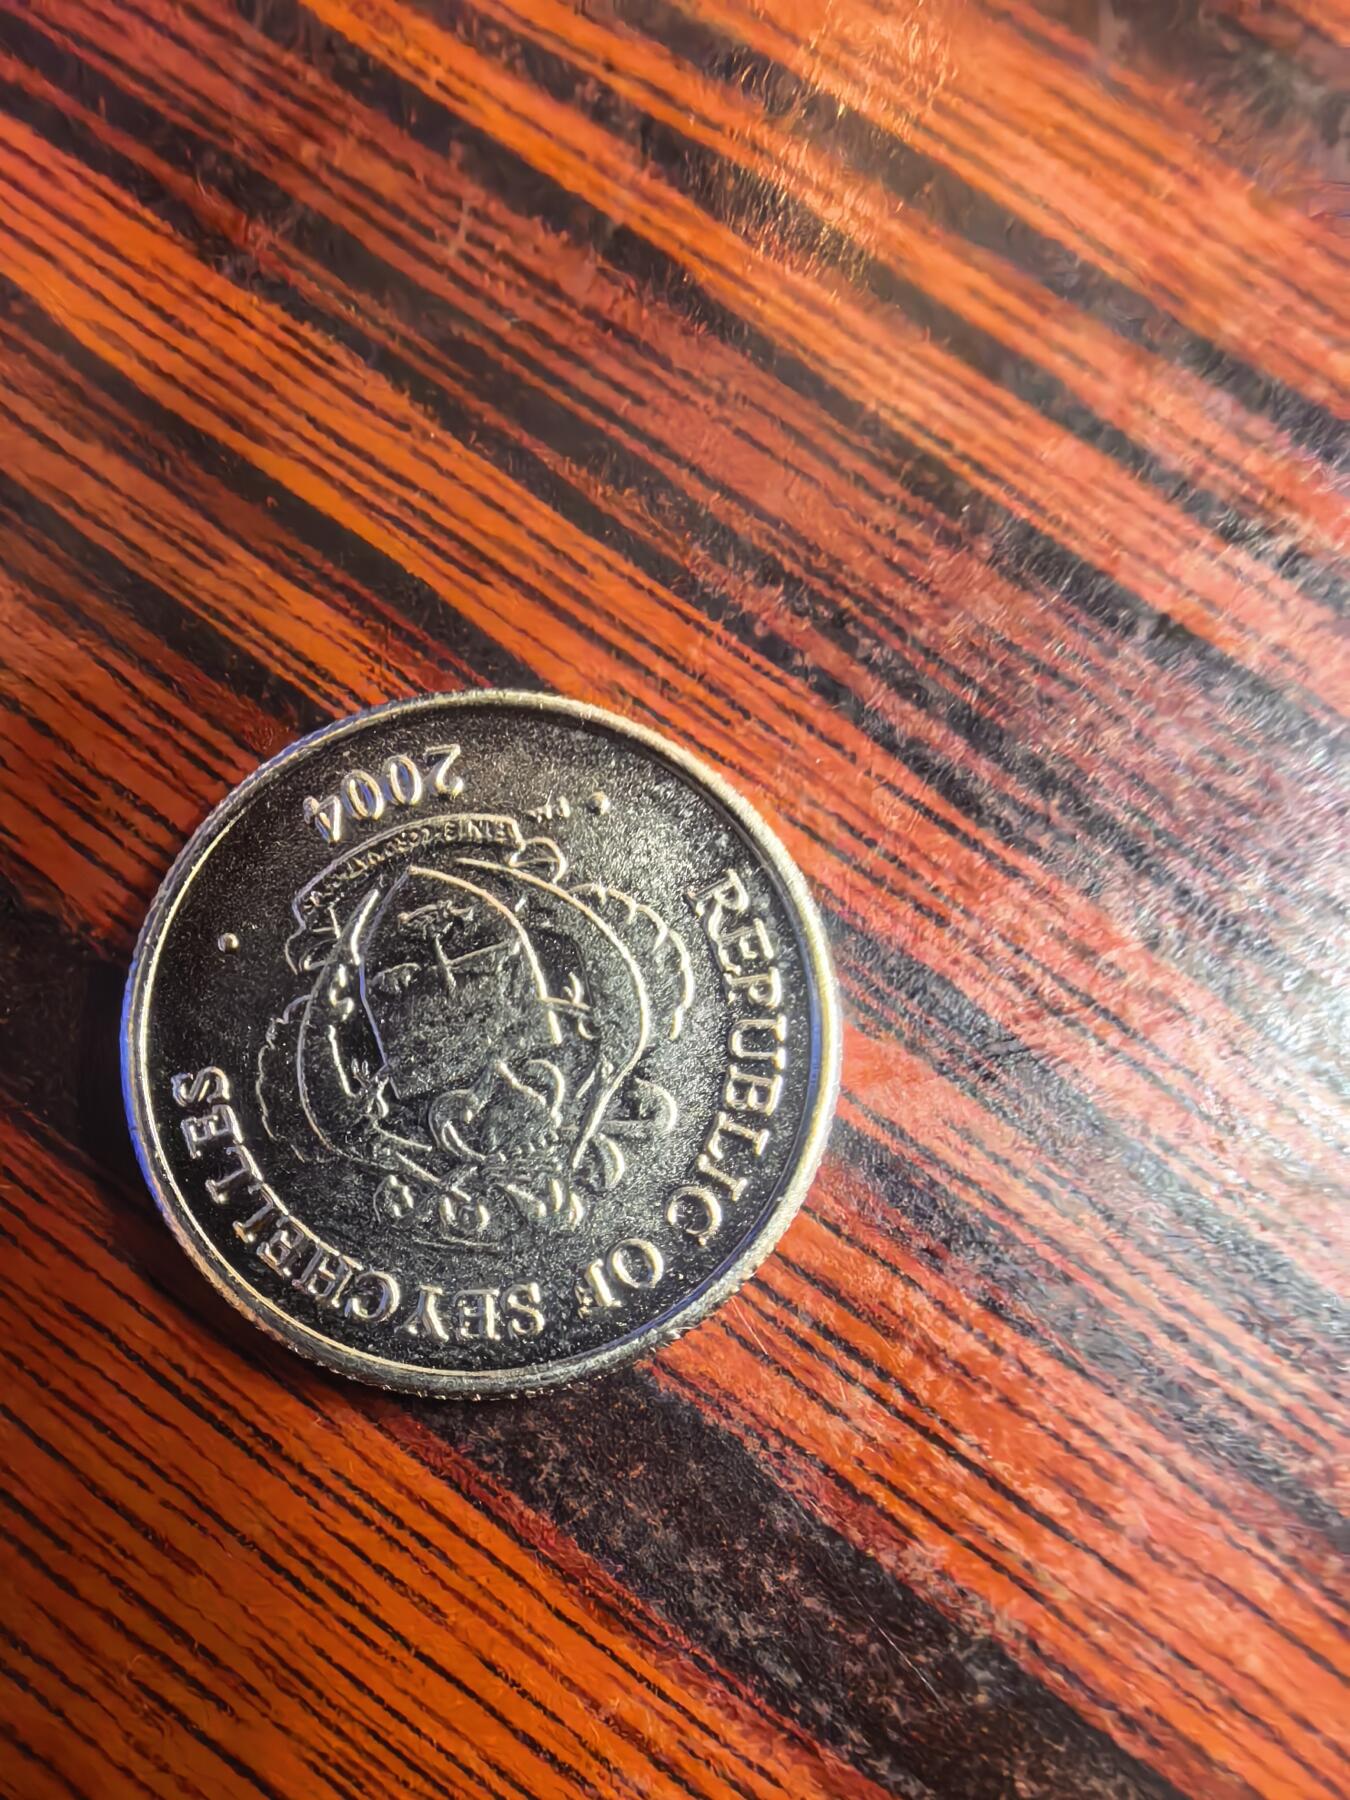 REPUBLIC OF SEYCHELLES
2004